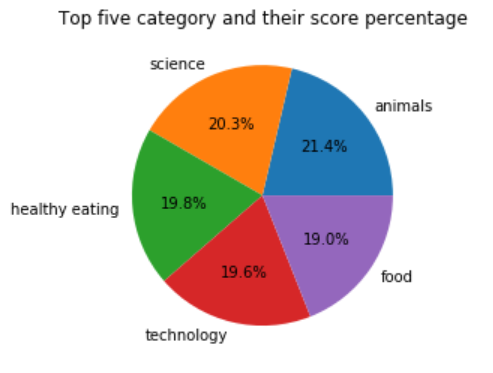 Top five category and their score percentage
science
animals
20.3%
21.4%
healthy eating
19.8%
19.0%
19.6%
food
technology